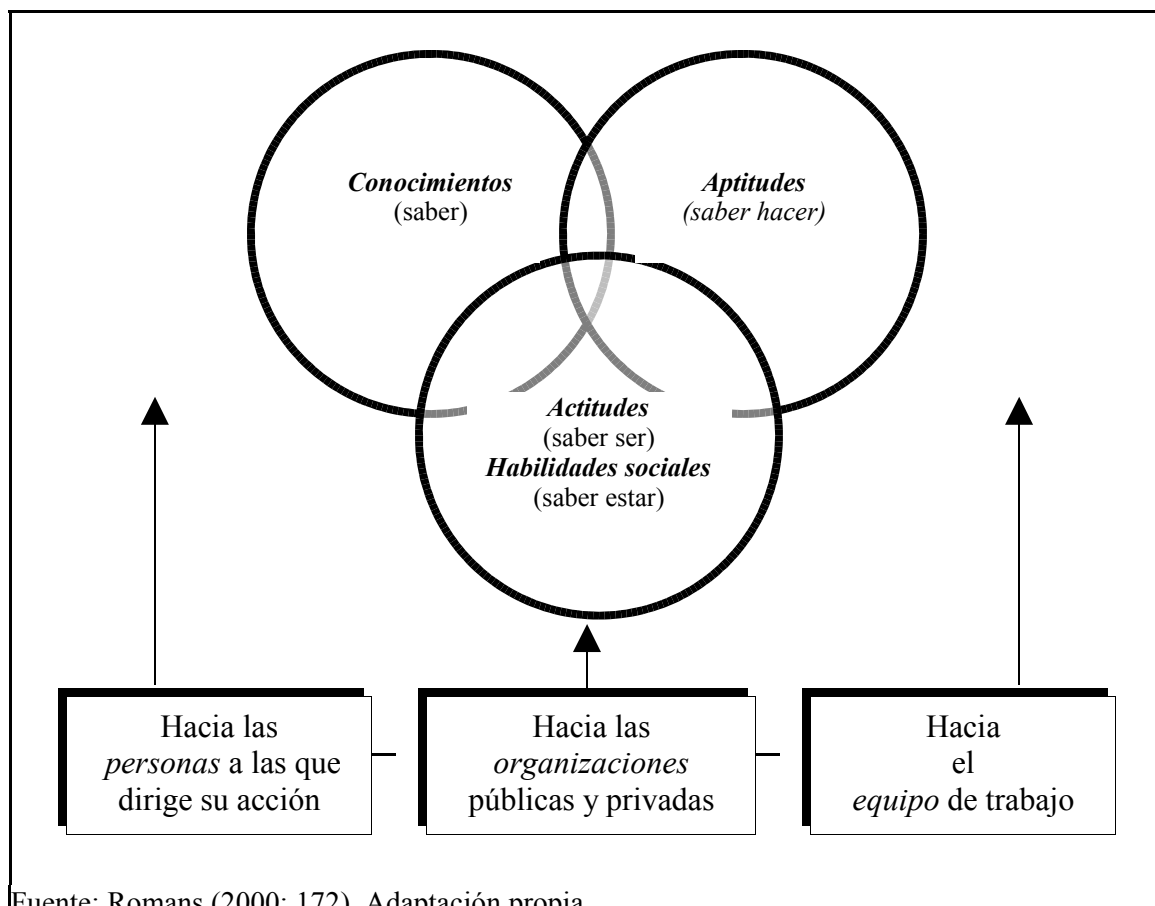 Conocimientos
(saber)
Aptitudes
(saber hacer)
Actitudes
(saber ser)
Habilidades sociales
(saber estar)
Hacia las
personas a las que
dirige su acción
Hacia las
organizaciones
públicas y privadas
Hacia
el
equipo de trabajo
Fuente: Romans (2000: 172). Adaptación propia